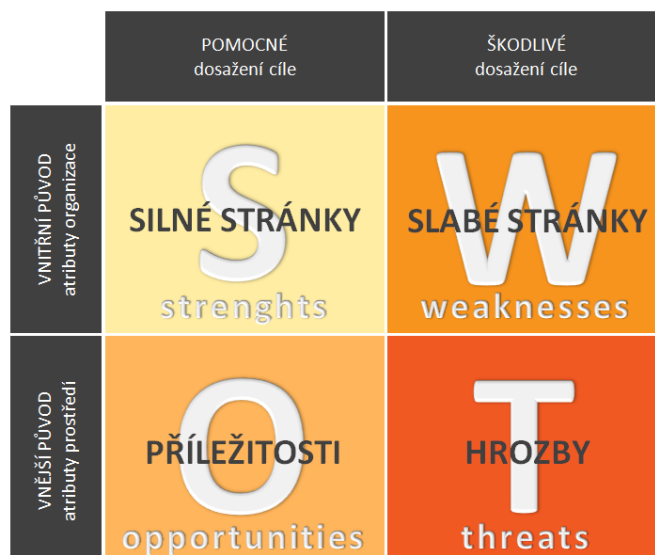 POMOCNÉ
dosažení cíle
ŠKODLIVÉ
dosažení cíle
VNITŘNÍ PŮVOD
atributy organizace
S
SILNÉ STRÁNKY
strenghts
W
SLABÉ STRÁNKY
weaknesses
VNĚJŠÍ PŮVOD
atributy prostředí
O
PŘÍLEŽITOSTI
opportunities
T
HROZBY
threats